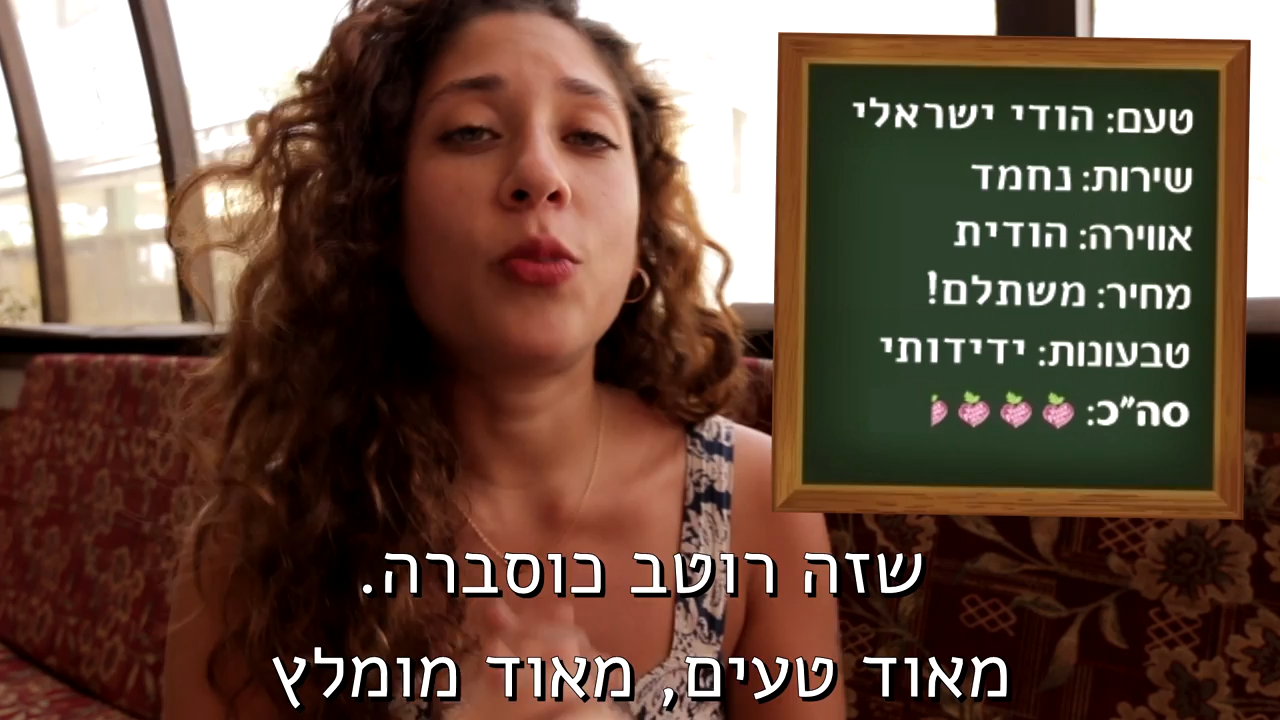 טעם: הודי ישראלי
שירות: נחמד
אווירה: הודית
מחיר: משתלם!
טבעונות: ידידותי
סה"כ:
שזה רוטב כוסברה.
מאוד טעים, מאוד מומלץ